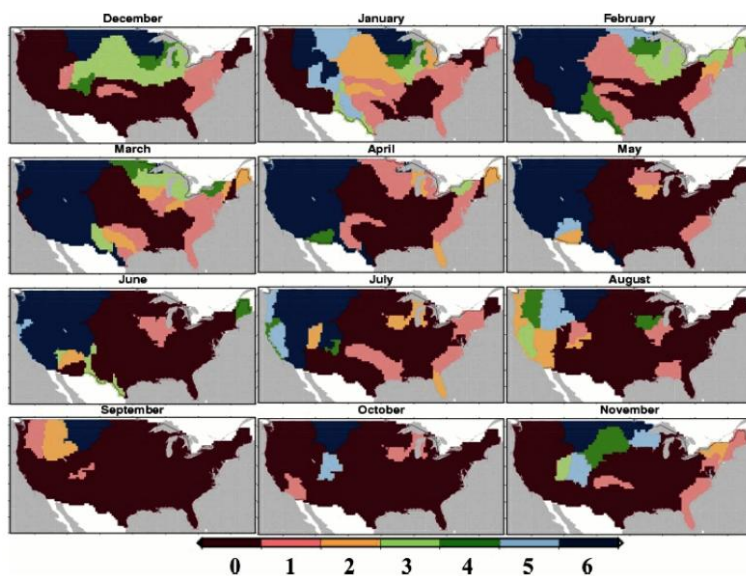 December January February
March April May
June July August
September October November
0 1 2 3 4 5 6